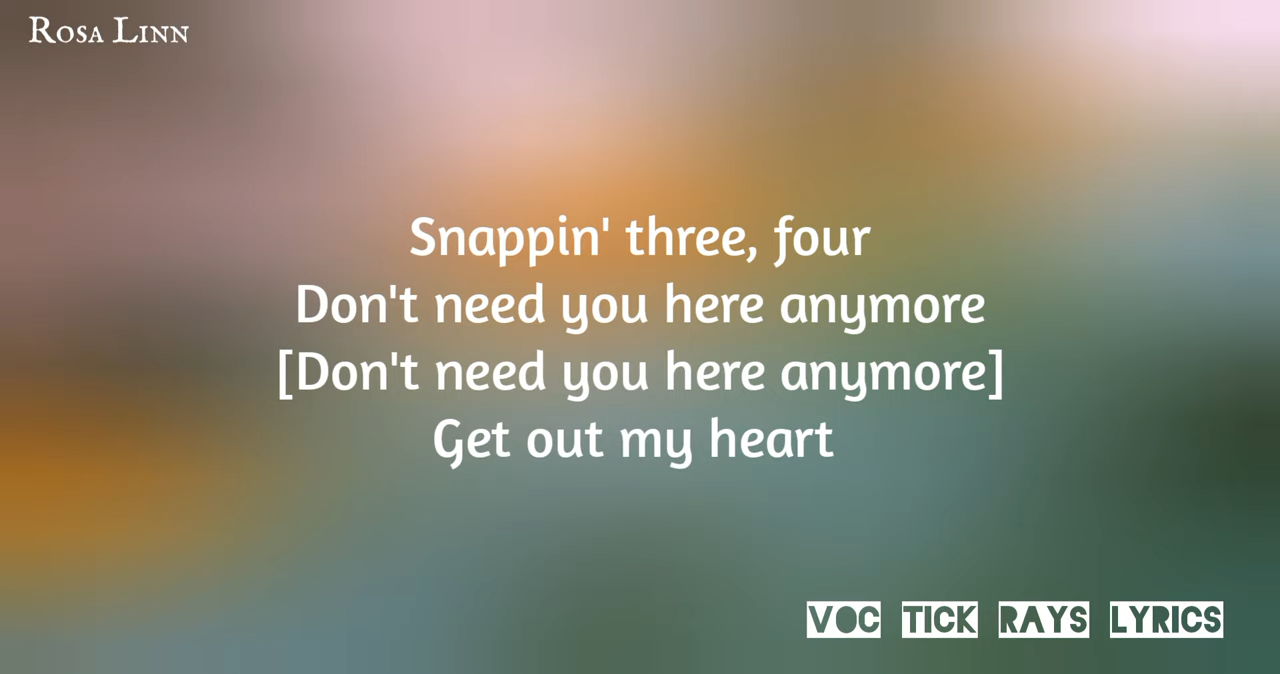 Rosa Linn
Snappin' three, four
Don't need you here anymore
[Don't need you here anymore]
Get out my heart
VOC TICK RAYS LYRICS